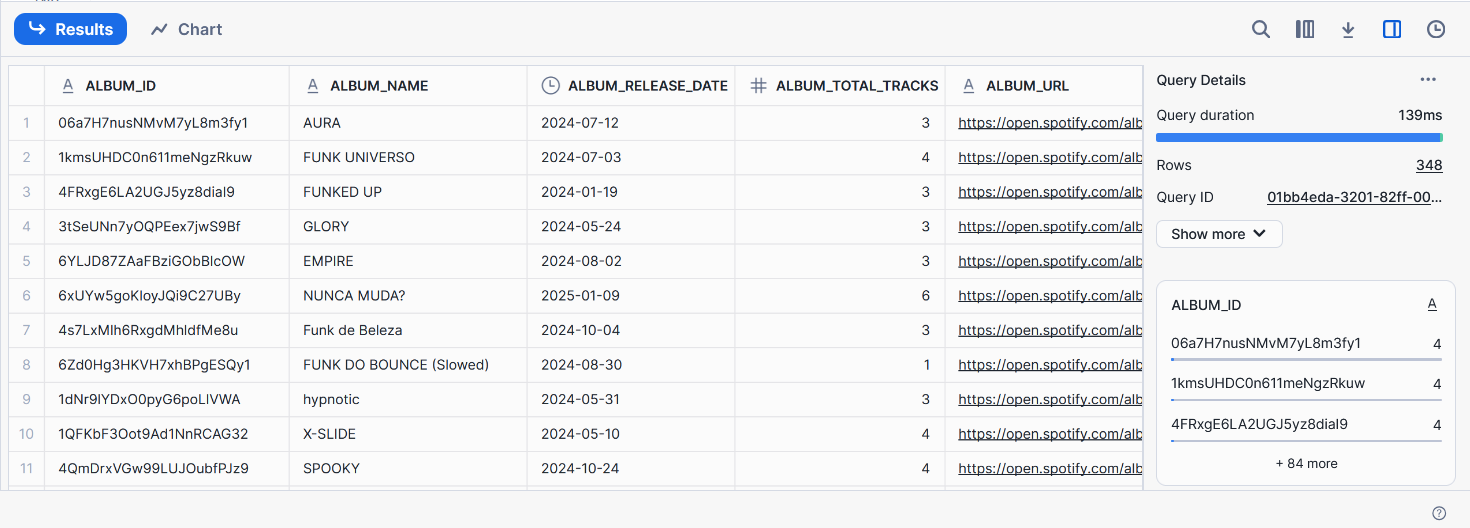 Results Chart
ALBUM_ID ALBUM_NAME ALBUM_RELEASE_DATE ALBUM_TOTAL_TRACKS ALBUM_URL
1 06a7H7nusNMvM7yL8m3fy1 AURA 2024-07-12 3 https://open.spotify.com/alb
2 1kmsUHDC0n611meNgzRkuw FUNK UNIVERSO 2024-07-03 4 https://open.spotify.com/alb
3 4FRxgE6LA2UGJ5yz8dial9 FUNKED UP 2024-01-19 3 https://open.spotify.com/alb
4 3tSeUNn7yOQPEex7jwS9Bf GLORY 2024-05-24 3 https://open.spotify.com/alb
5 6YLJD87ZAaFBziGObBlcOW EMPIRE 2024-08-02 3 https://open.spotify.com/alb
6 6xUYw5goKloyJQi9C27UBy NUNCA MUDA? 2025-01-09 6 https://open.spotify.com/alb
7 4s7LxMlh6RxgdMhldfMe8u Funk de Beleza 2024-10-04 3 https://open.spotify.com/alb
8 6Zd0Hg3HKVH7xhBPgESQy1 FUNK DO BOUNCE (Slowed) 2024-08-30 1 https://open.spotify.com/alb
9 1dNr9lYDxO0pyG6poLlVWA hypnotic 2024-05-31 3 https://open.spotify.com/alb
10 1QFKbF3Oot9Ad1NnRCAG32 X-SLIDE 2024-05-10 4 https://open.spotify.com/alb
11 4QmDrxVGw99LUJOubfPJz9 SPOOKY 2024-10-24 4 https://open.spotify.com/alb
Query Details
Query duration 139ms
Rows 348
Query ID 01bb4eda-3201-82ff-00...
Show more
ALBUM_ID
06a7H7nusNMvM7yL8m3fy1 4
1kmsUHDC0n611meNgzRkuw 4
4FRxgE6LA2UGJ5yz8dial9 4
+ 84 more